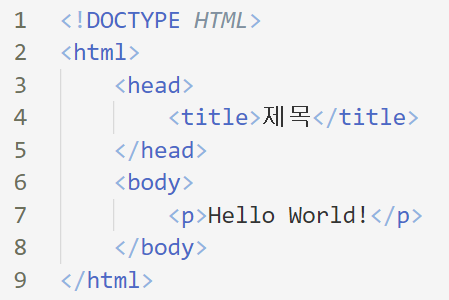 1 <!DOCTYPE HTML>
2 <html>
3 <head>
4 <title>제목</title>
5 </head>
6 <body>
7 <p>Hello World!</p>
8 </body>
9 </html>